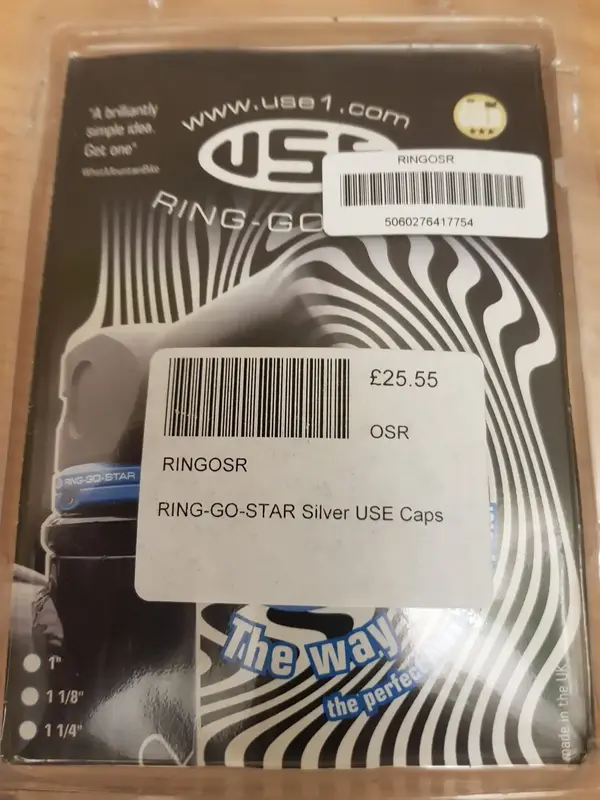 "A brilliantly
simple idea.
Get one"
WhatMountainBike
www.use1.com
USE
RING-GO
RINGOSR
5060276417754
£25.55
OSR
RINGOSR
RING-GO-STAR Silver USE Caps
RING-GO-STAR
The way
the perfec
1"
1 1/8"
1 1/4"
made in the UK